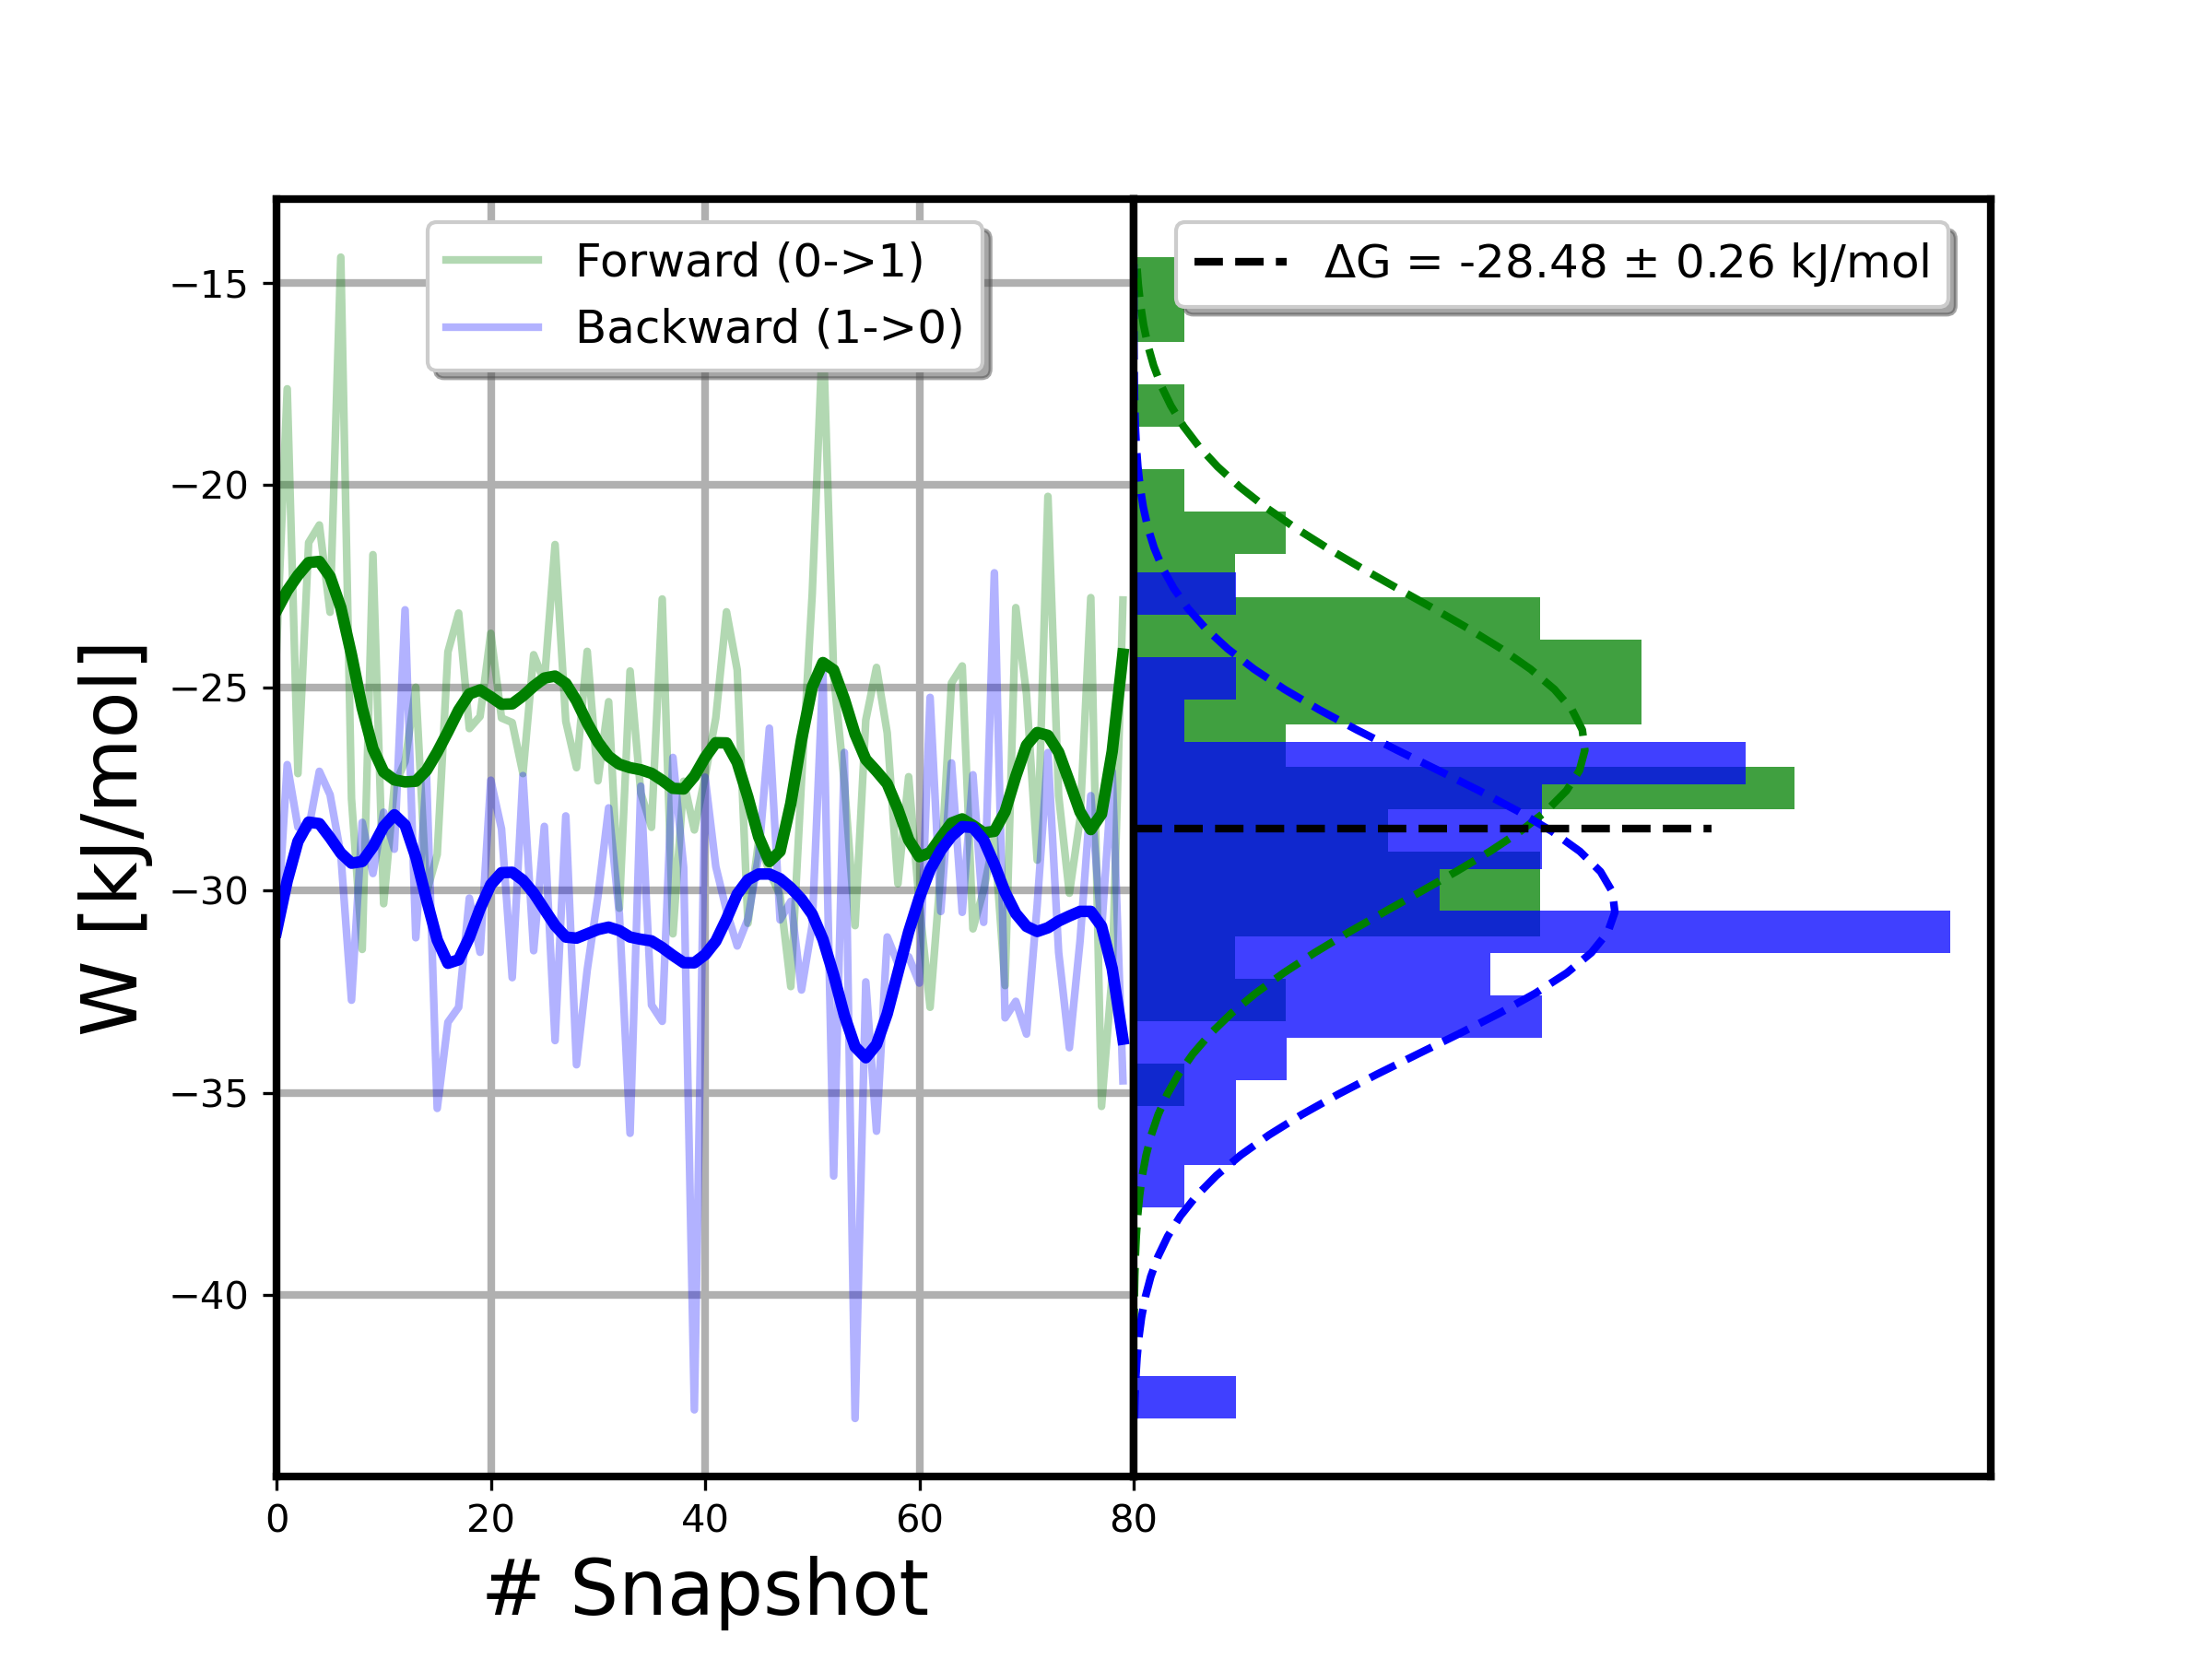 Forward (0->1)
Backward (1->0)
ΔG = -28.48 ± 0.26 kJ/mol
W [kJ/mol]
−15
−20
−25
−30
−35
−40
0 20 40 60 80
# Snapshot